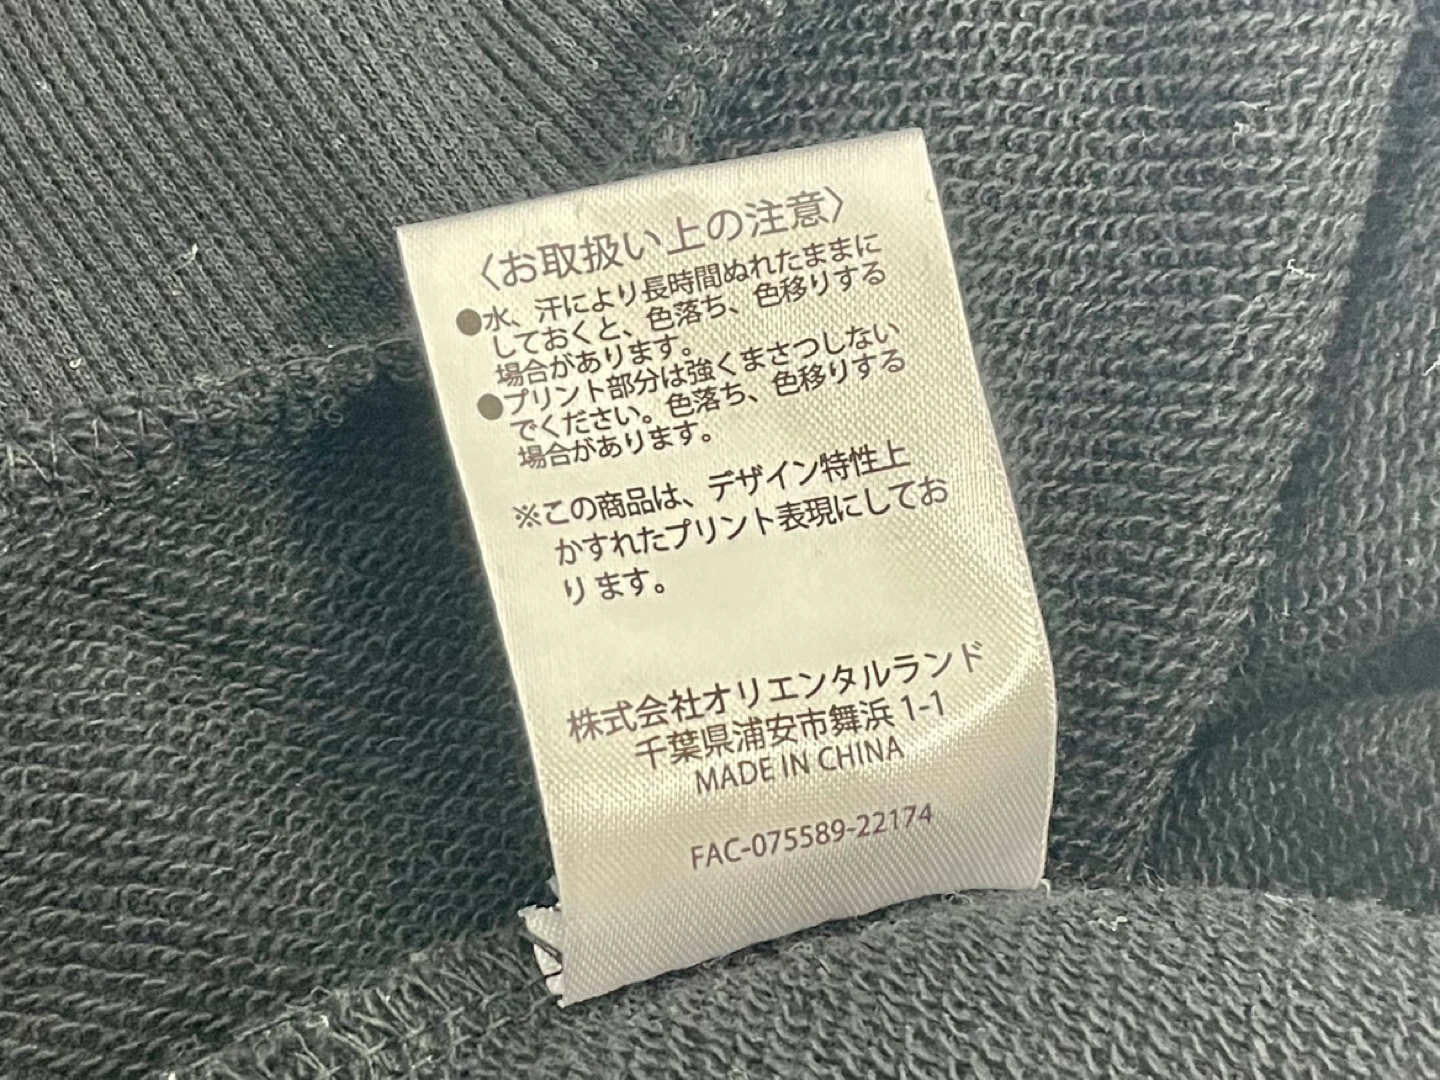 〈お取扱い上の注意〉
●水、汗により長時間ぬれたままに
しておくと、色落ち、色移りする
場合があります。
●プリント部分は強くまさつしない
でください。色落ち、色移りする
場合があります。
※この商品は、デザイン特性上
かすれたプリント表現にしてお
ります。
株式会社オリエンタルランド
千葉県浦安市舞浜 1-1
MADE IN CHINA
FAC-075589-22174